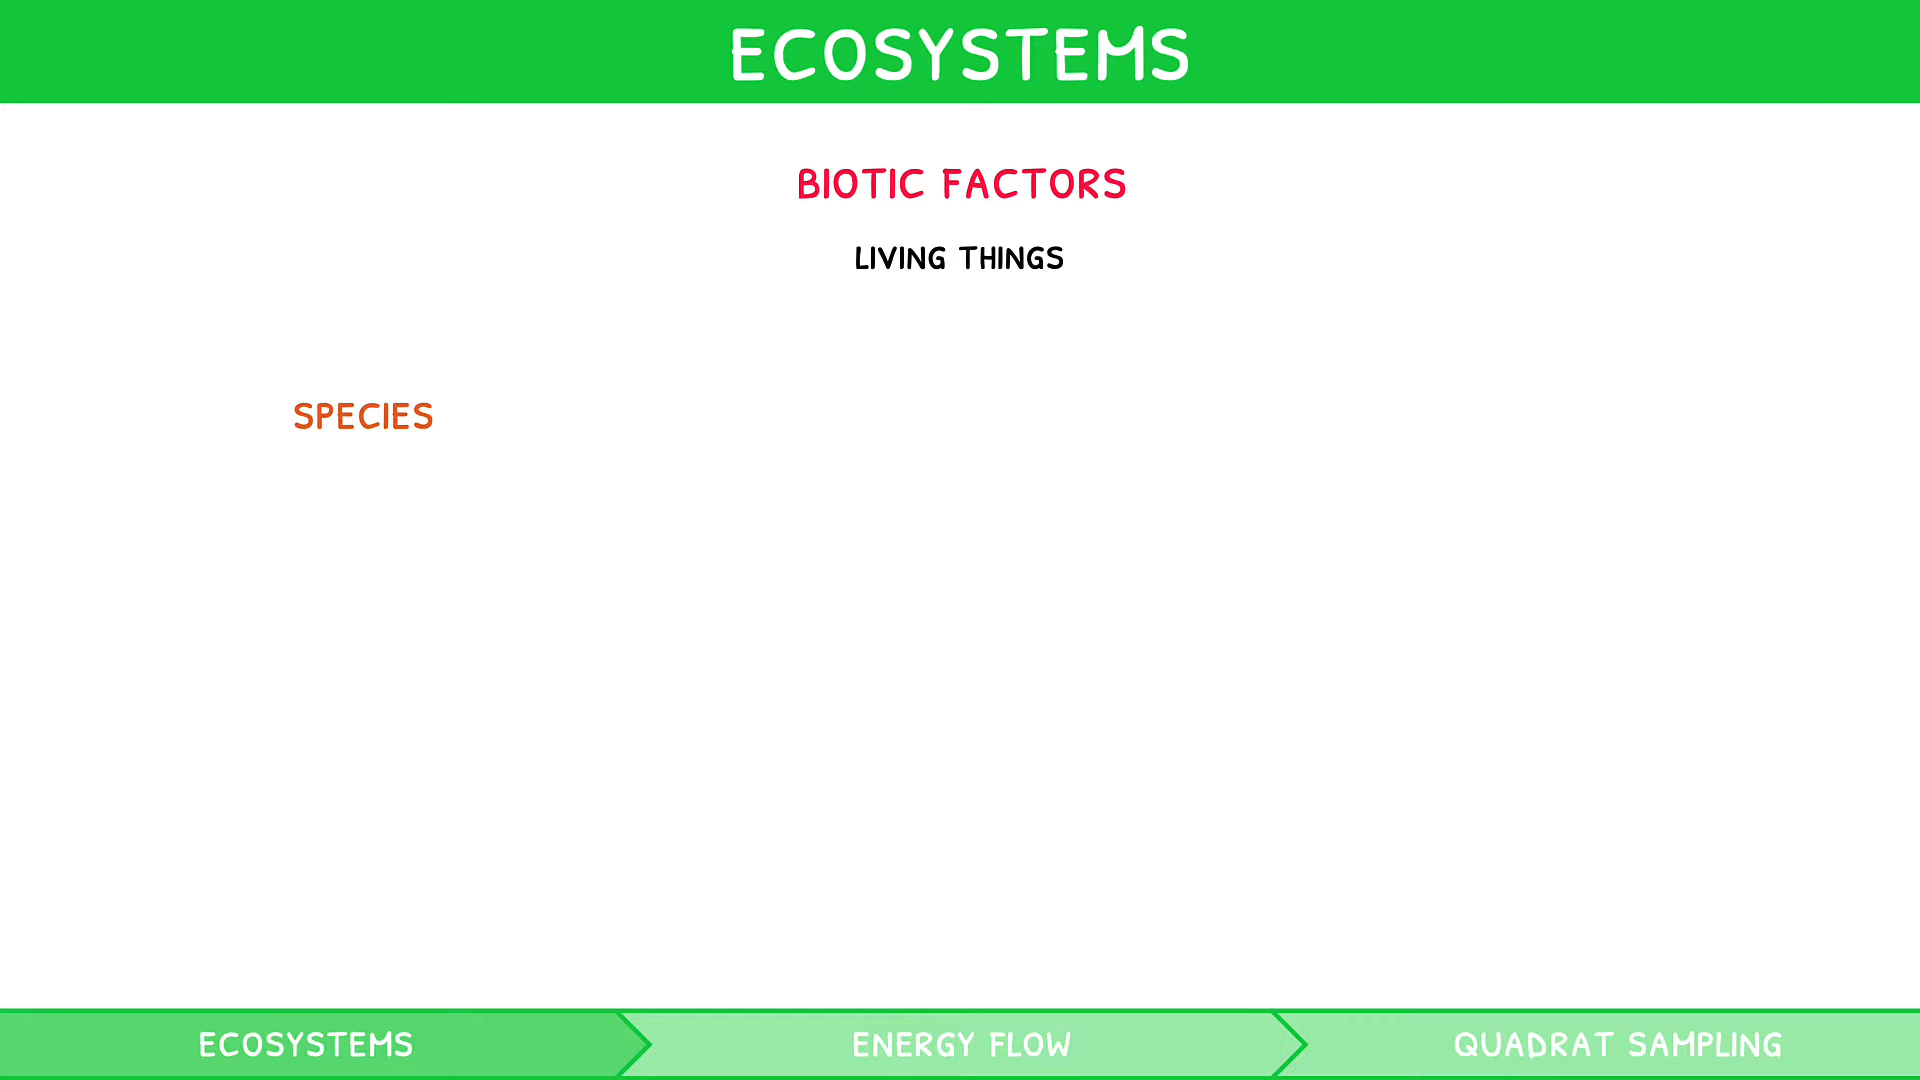 ECOSYSTEMS
BIOTIC FACTORS
LIVING THINGS
SPECIES
ECOSYSTEMS
ENERGY FLOW
QUADRAT SAMPLING